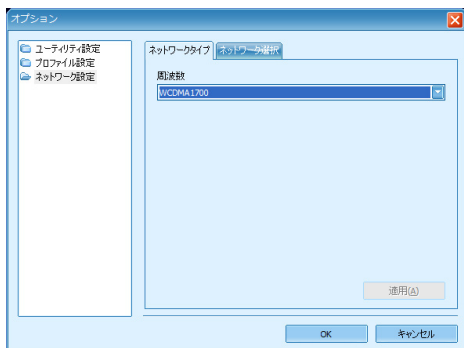 オプション
ユーティリティ設定
プロファイル設定
ネットワーク設定
ネットワークタイプ
ネットワーク選択
周波数
WCDMA1700
適用(A)
OK
キャンセル